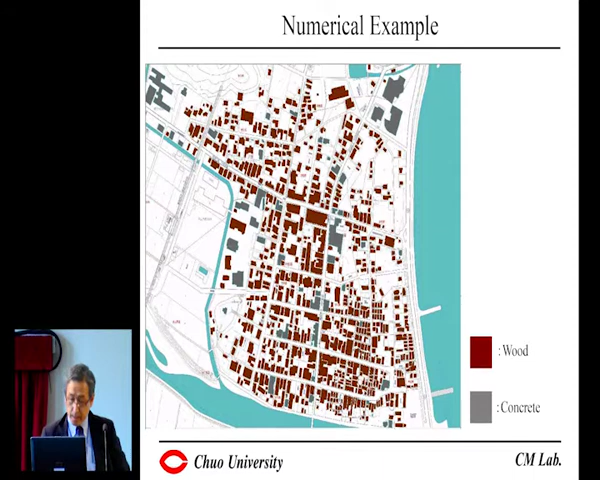 Numerical Example
: Wood
: Concrete
Chuo University
CM Lab.